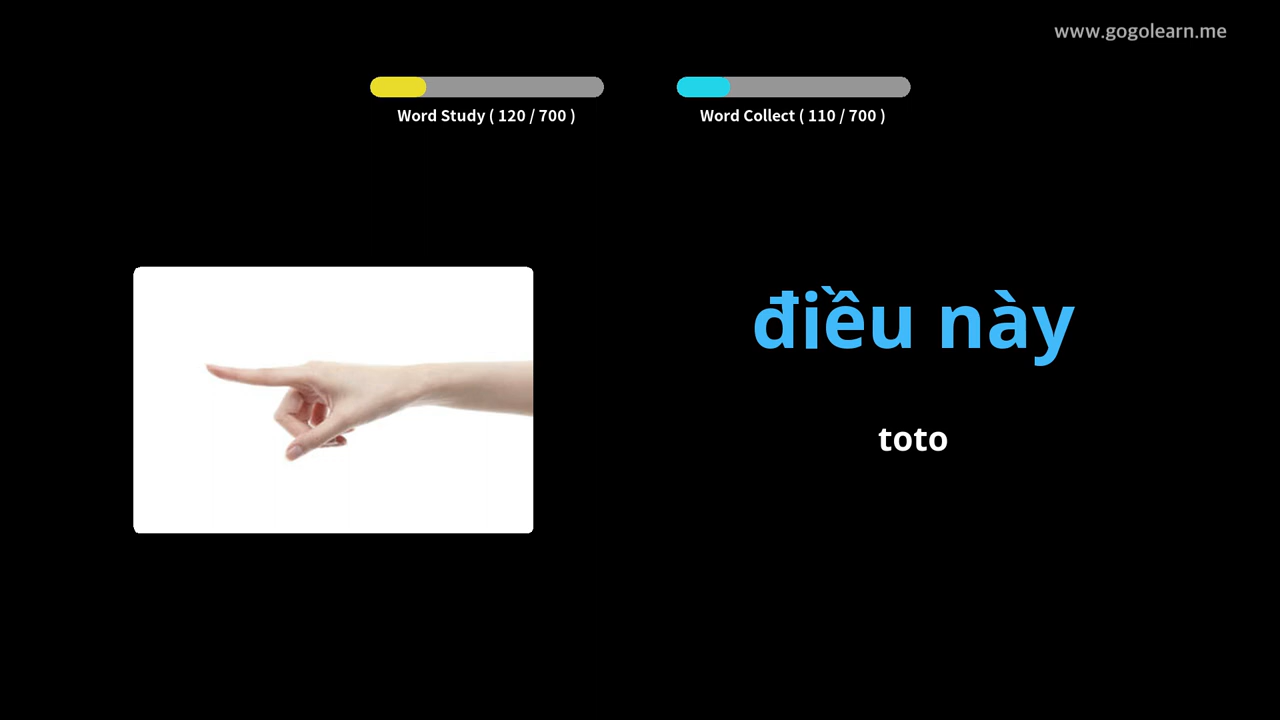 www.gogolearn.me
Word Study ( 120 / 700 )
Word Collect ( 110 / 700 )
điều này
toto